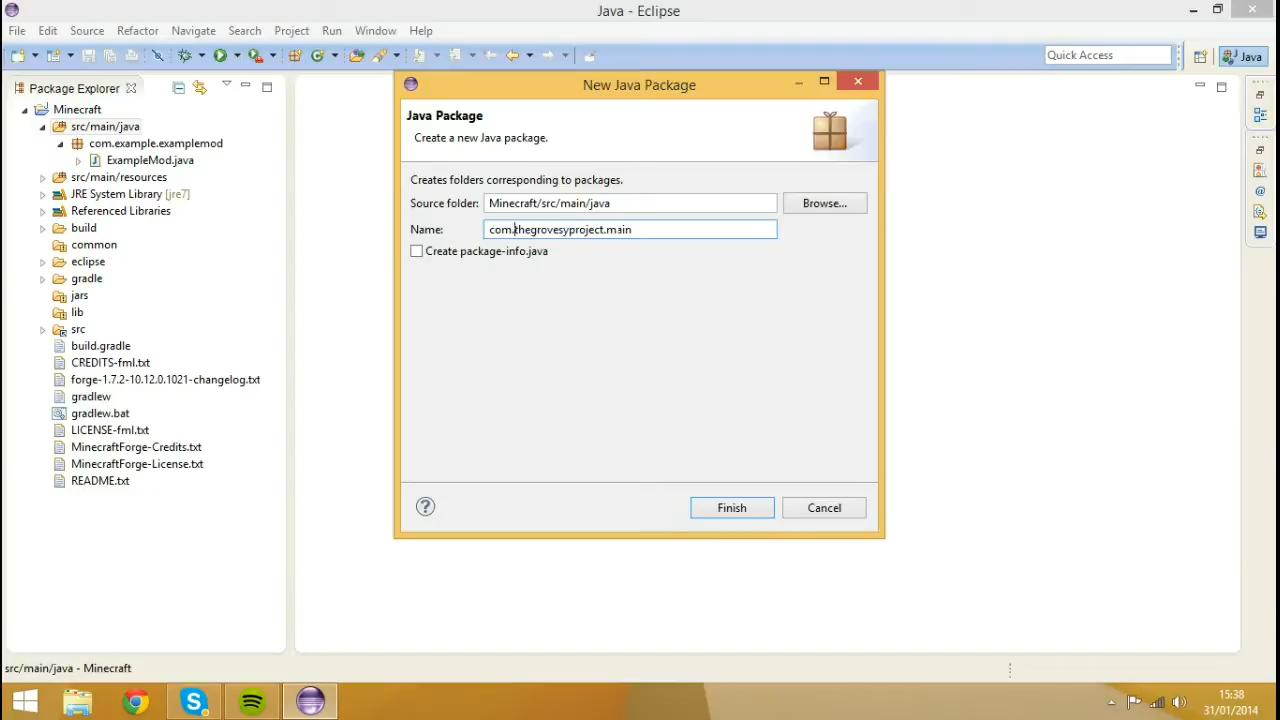 Java - Eclipse
File Edit Source Refactor Navigate Search Project Run Window Help
Quick Access
Java
Package Explorer
Minecraft
src/main/java
com.example.examplemod
ExampleMod.java
src/main/resources
JRE System Library [jre7]
Referenced Libraries
build
common
eclipse
gradle
jars
lib
src
build.gradle
CREDITS-fml.txt
forge-1.7.2-10.12.0.1021-changelog.txt
gradlew
gradlew.bat
LICENSE-fml.txt
MinecraftForge-Credits.txt
MinecraftForge-License.txt
README.txt
New Java Package
Java Package
Create a new Java package.
Creates folders corresponding to packages.
Source folder: Minecraft/src/main/java Browse...
Name: com.thegrovesyproject.main
Create package-info.java
Finish Cancel
src/main/java - Minecraft
15:38
31/01/2014